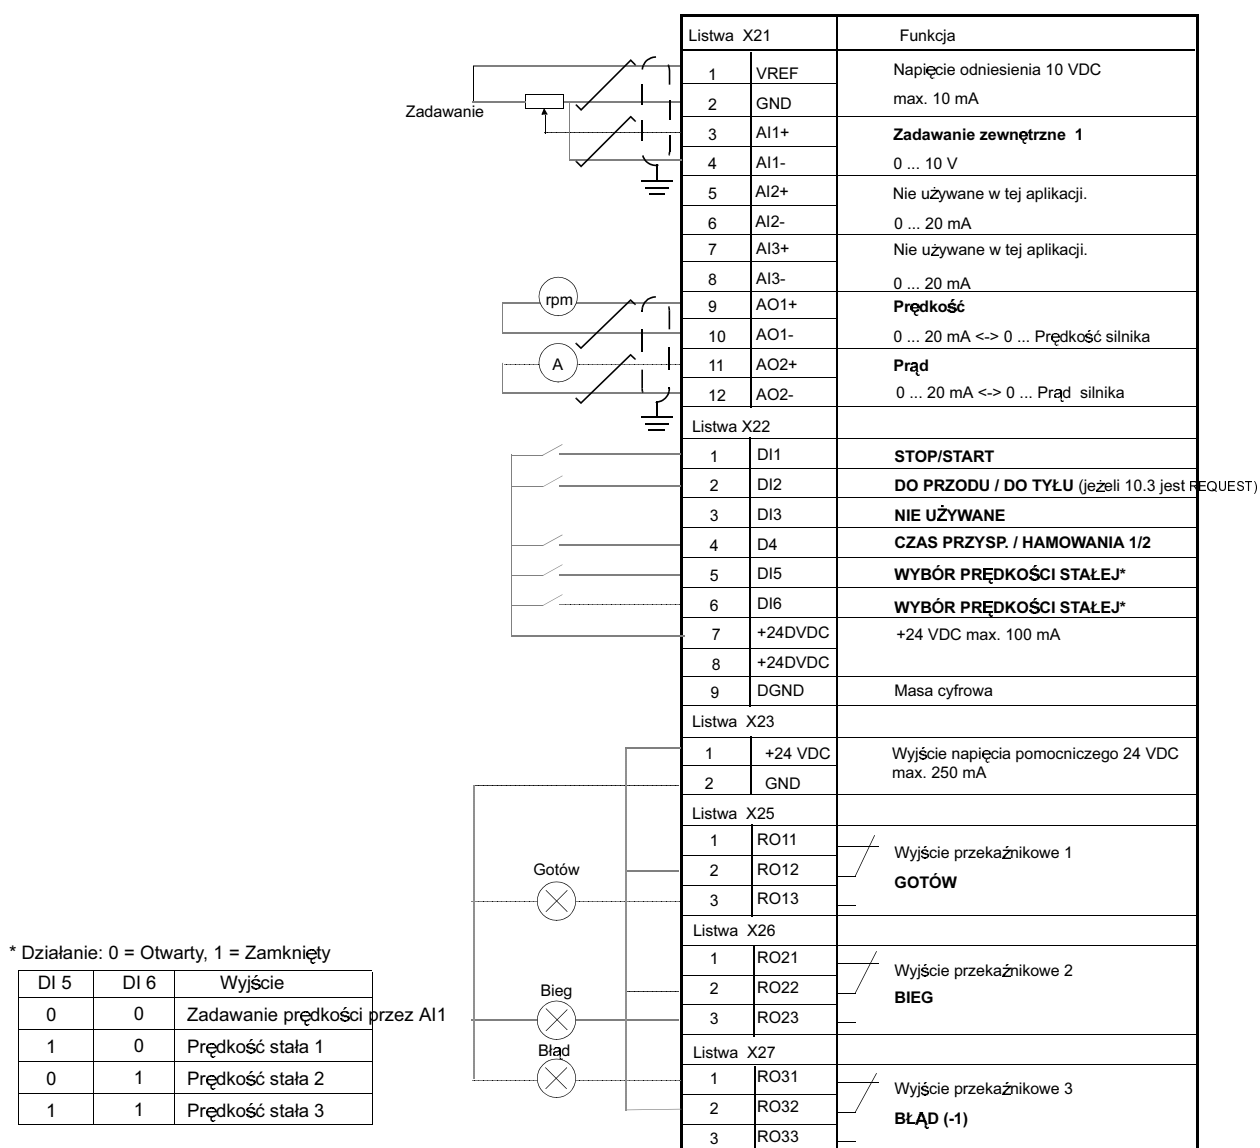 Listwa X21 Funkcja
1 VREF Napięcie odniesienia 10 VDC
2 GND max. 10 mA
Zadawanie
3 AI1+ Zadawanie zewnętrzne 1
4 AI1- 0 ... 10 V
5 AI2+ Nie używane w tej aplikacji.
6 AI2- 0 ... 20 mA
7 AI3+ Nie używane w tej aplikacji.
8 AI3- 0 ... 20 mA
rpm
9 AO1+ Prędkość
10 AO1- 0 ... 20 mA <-> 0 ... Prędkość silnika
A
11 AO2+ Prąd
12 AO2- 0 ... 20 mA <-> 0 ... Prąd silnika
Listwa X22
1 DI1 STOP/START
2 DI2 DO PRZODU / DO TYŁU (jeżeli 10.3 jest REQUEST)
3 DI3 NIE UŻYWANE
4 D4 CZAS PRZYSP. / HAMOWANIA 1/2
5 DI5 WYBÓR PRĘDKOŚCI STAŁEJ*
6 DI6 WYBÓR PRĘDKOŚCI STAŁEJ*
7 +24DVDC +24 VDC max. 100 mA
8 +24DVDC
9 DGND Masa cyfrowa
Listwa X23
1 +24 VDC Wyjście napięcia pomocniczego 24 VDC
max. 250 mA
2 GND
Listwa X25
1 RO11 Wyjście przekaźnikowe 1
2 RO12 GOTÓW
Gotów
3 RO13
Listwa X26
1 RO21 Wyjście przekaźnikowe 2
2 RO22 BIEG
Bieg
3 RO23
Błąd
Listwa X27
1 RO31 Wyjście przekaźnikowe 3
2 RO32 BŁĄD (-1)
3 RO33
* Działanie: 0 = Otwarty, 1 = Zamknięty
DI 5 DI 6 Wyjście
0 0 Zadawanie prędkości przez AI1
1 0 Prędkość stała 1
0 1 Prędkość stała 2
1 1 Prędkość stała 3